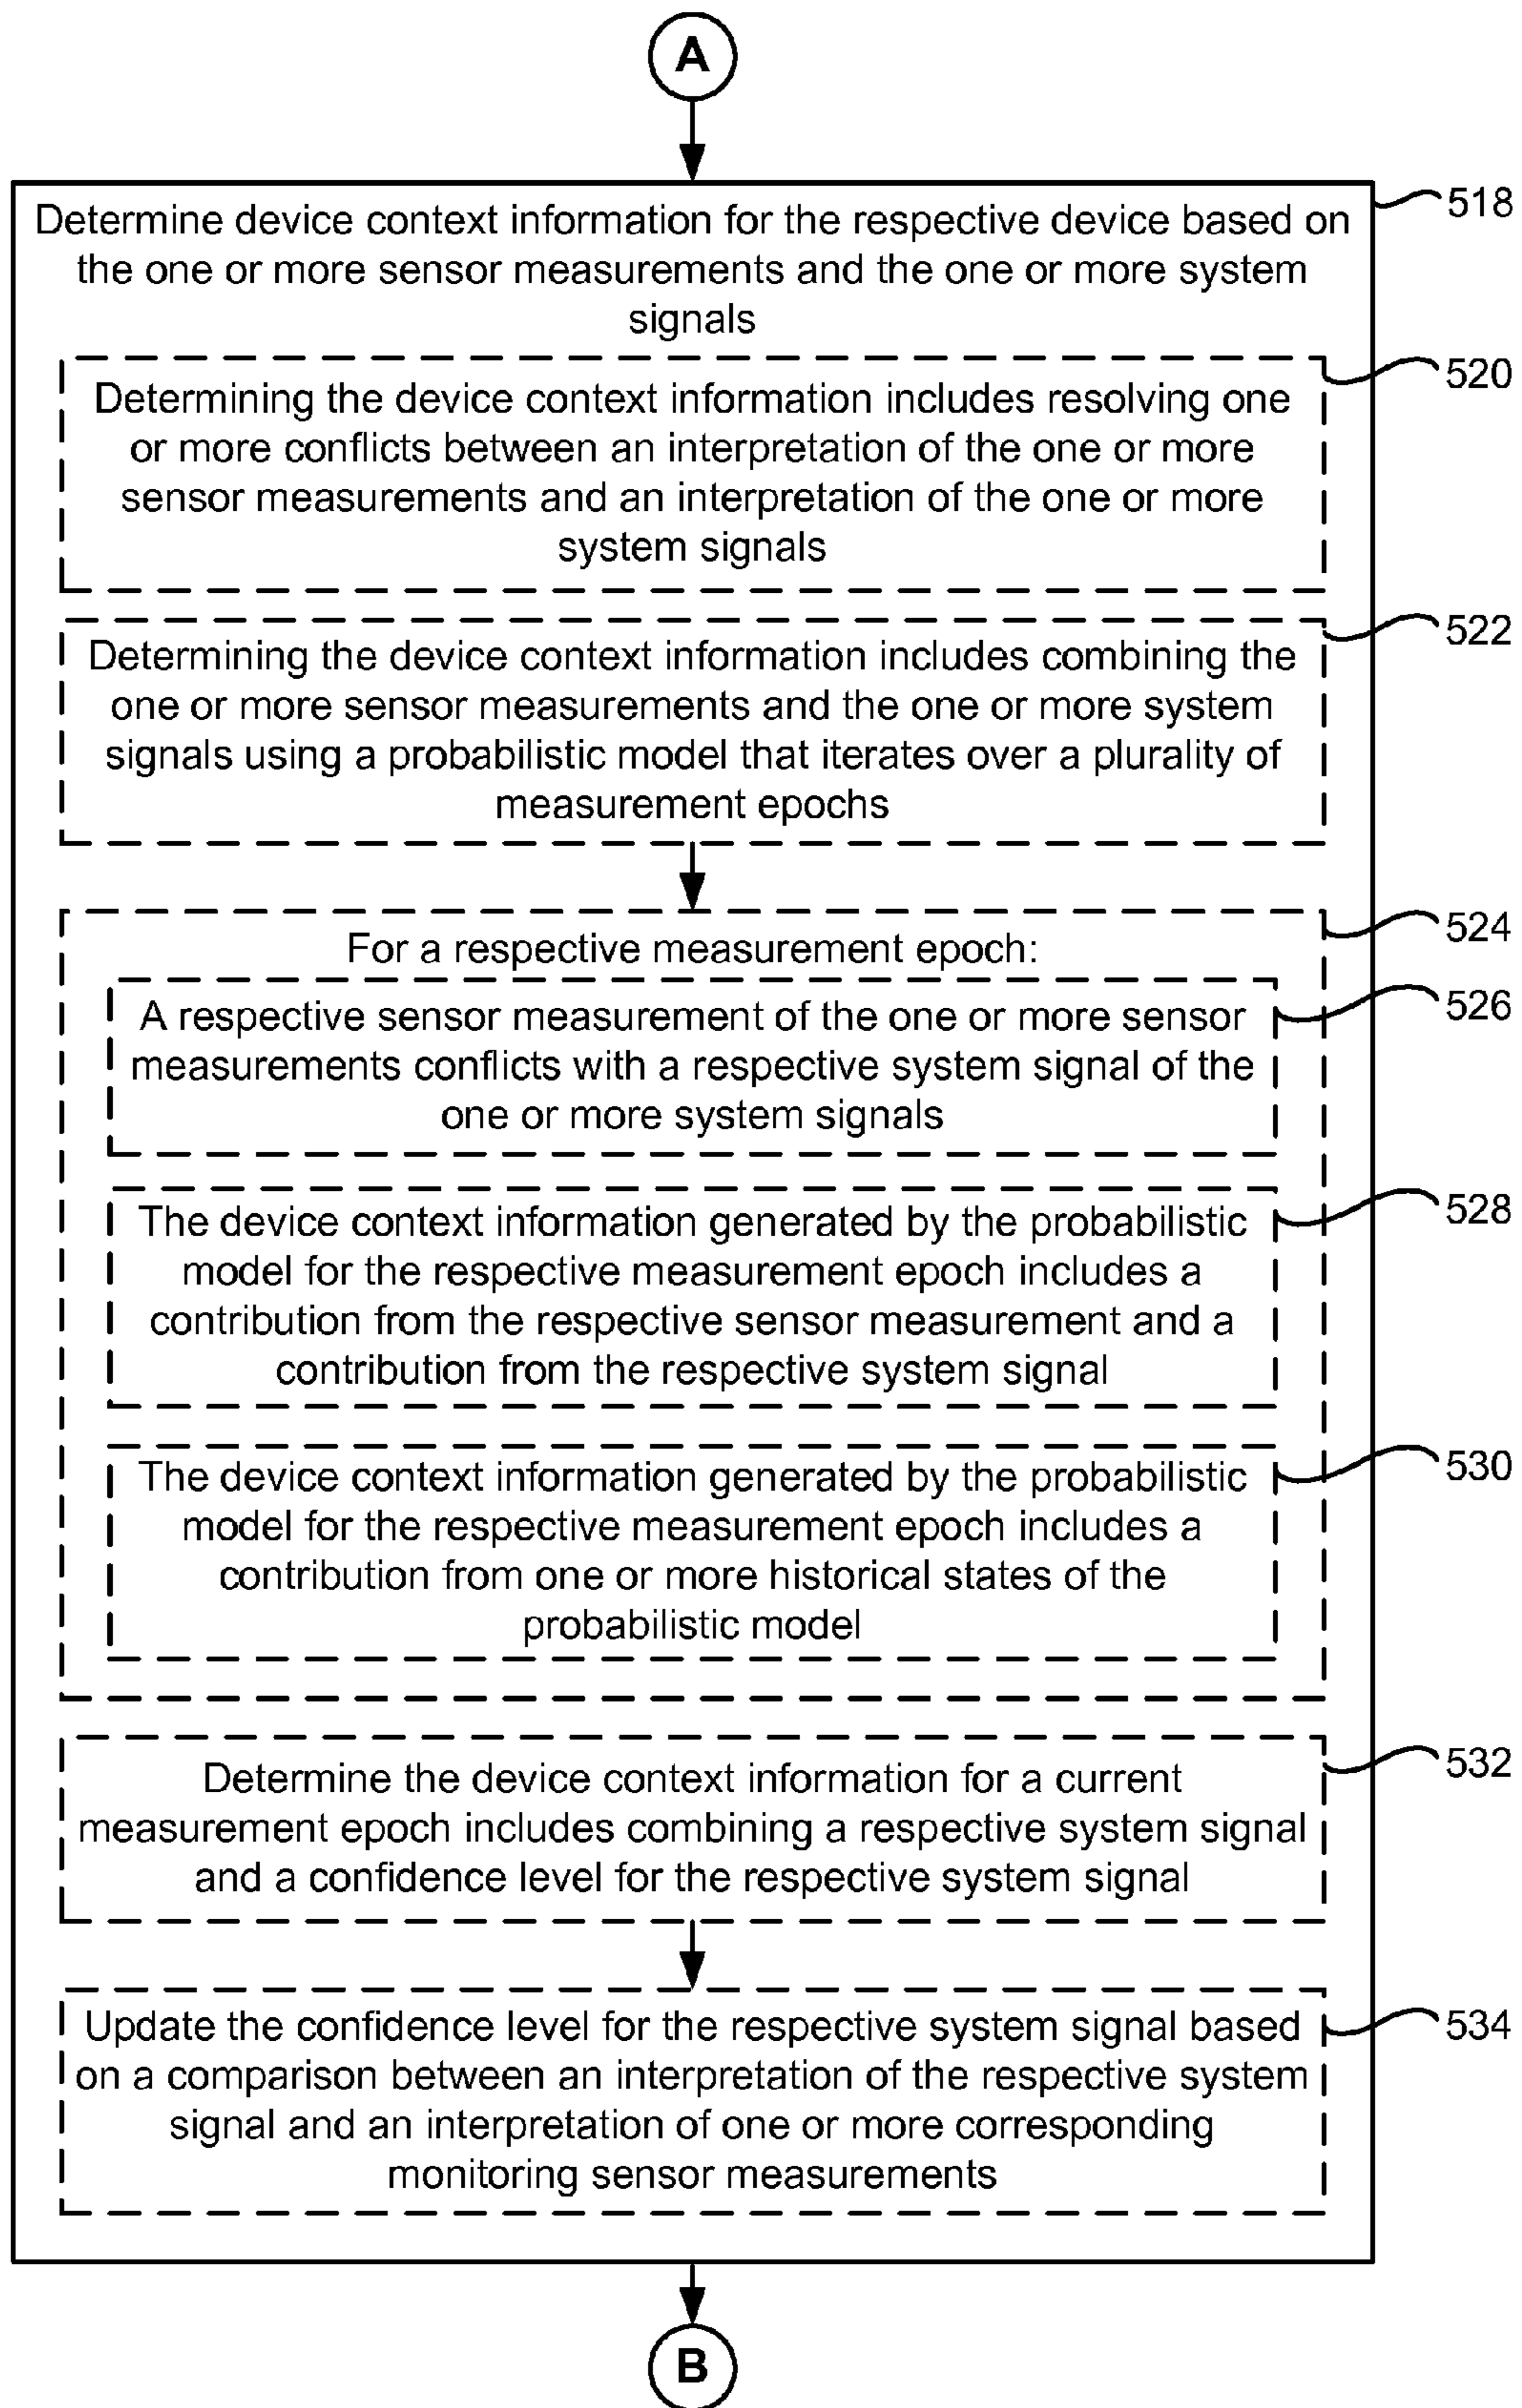 A
Determine device context information for the respective device based on
the one or more sensor measurements and the one or more system
signals
518
Determining the device context information includes resolving one
or more conflicts between an interpretation of the one or more
sensor measurements and an interpretation of the one or more
system signals
520
Determining the device context information includes combining the
one or more sensor measurements and the one or more system
signals using a probabilistic model that iterates over a plurality of
measurement epochs
522
For a respective measurement epoch:
524
A respective sensor measurement of the one or more sensor
measurements conflicts with a respective system signal of the
one or more system signals
526
The device context information generated by the probabilistic
model for the respective measurement epoch includes a
contribution from the respective sensor measurement and a
contribution from the respective system signal
528
The device context information generated by the probabilistic
model for the respective measurement epoch includes a
contribution from one or more historical states of the
probabilistic model
530
Determine the device context information for a current
measurement epoch includes combining a respective system signal
and a confidence level for the respective system signal
532
Update the confidence level for the respective system signal based
on a comparison between an interpretation of the respective system
signal and an interpretation of one or more corresponding
monitoring sensor measurements
534
B